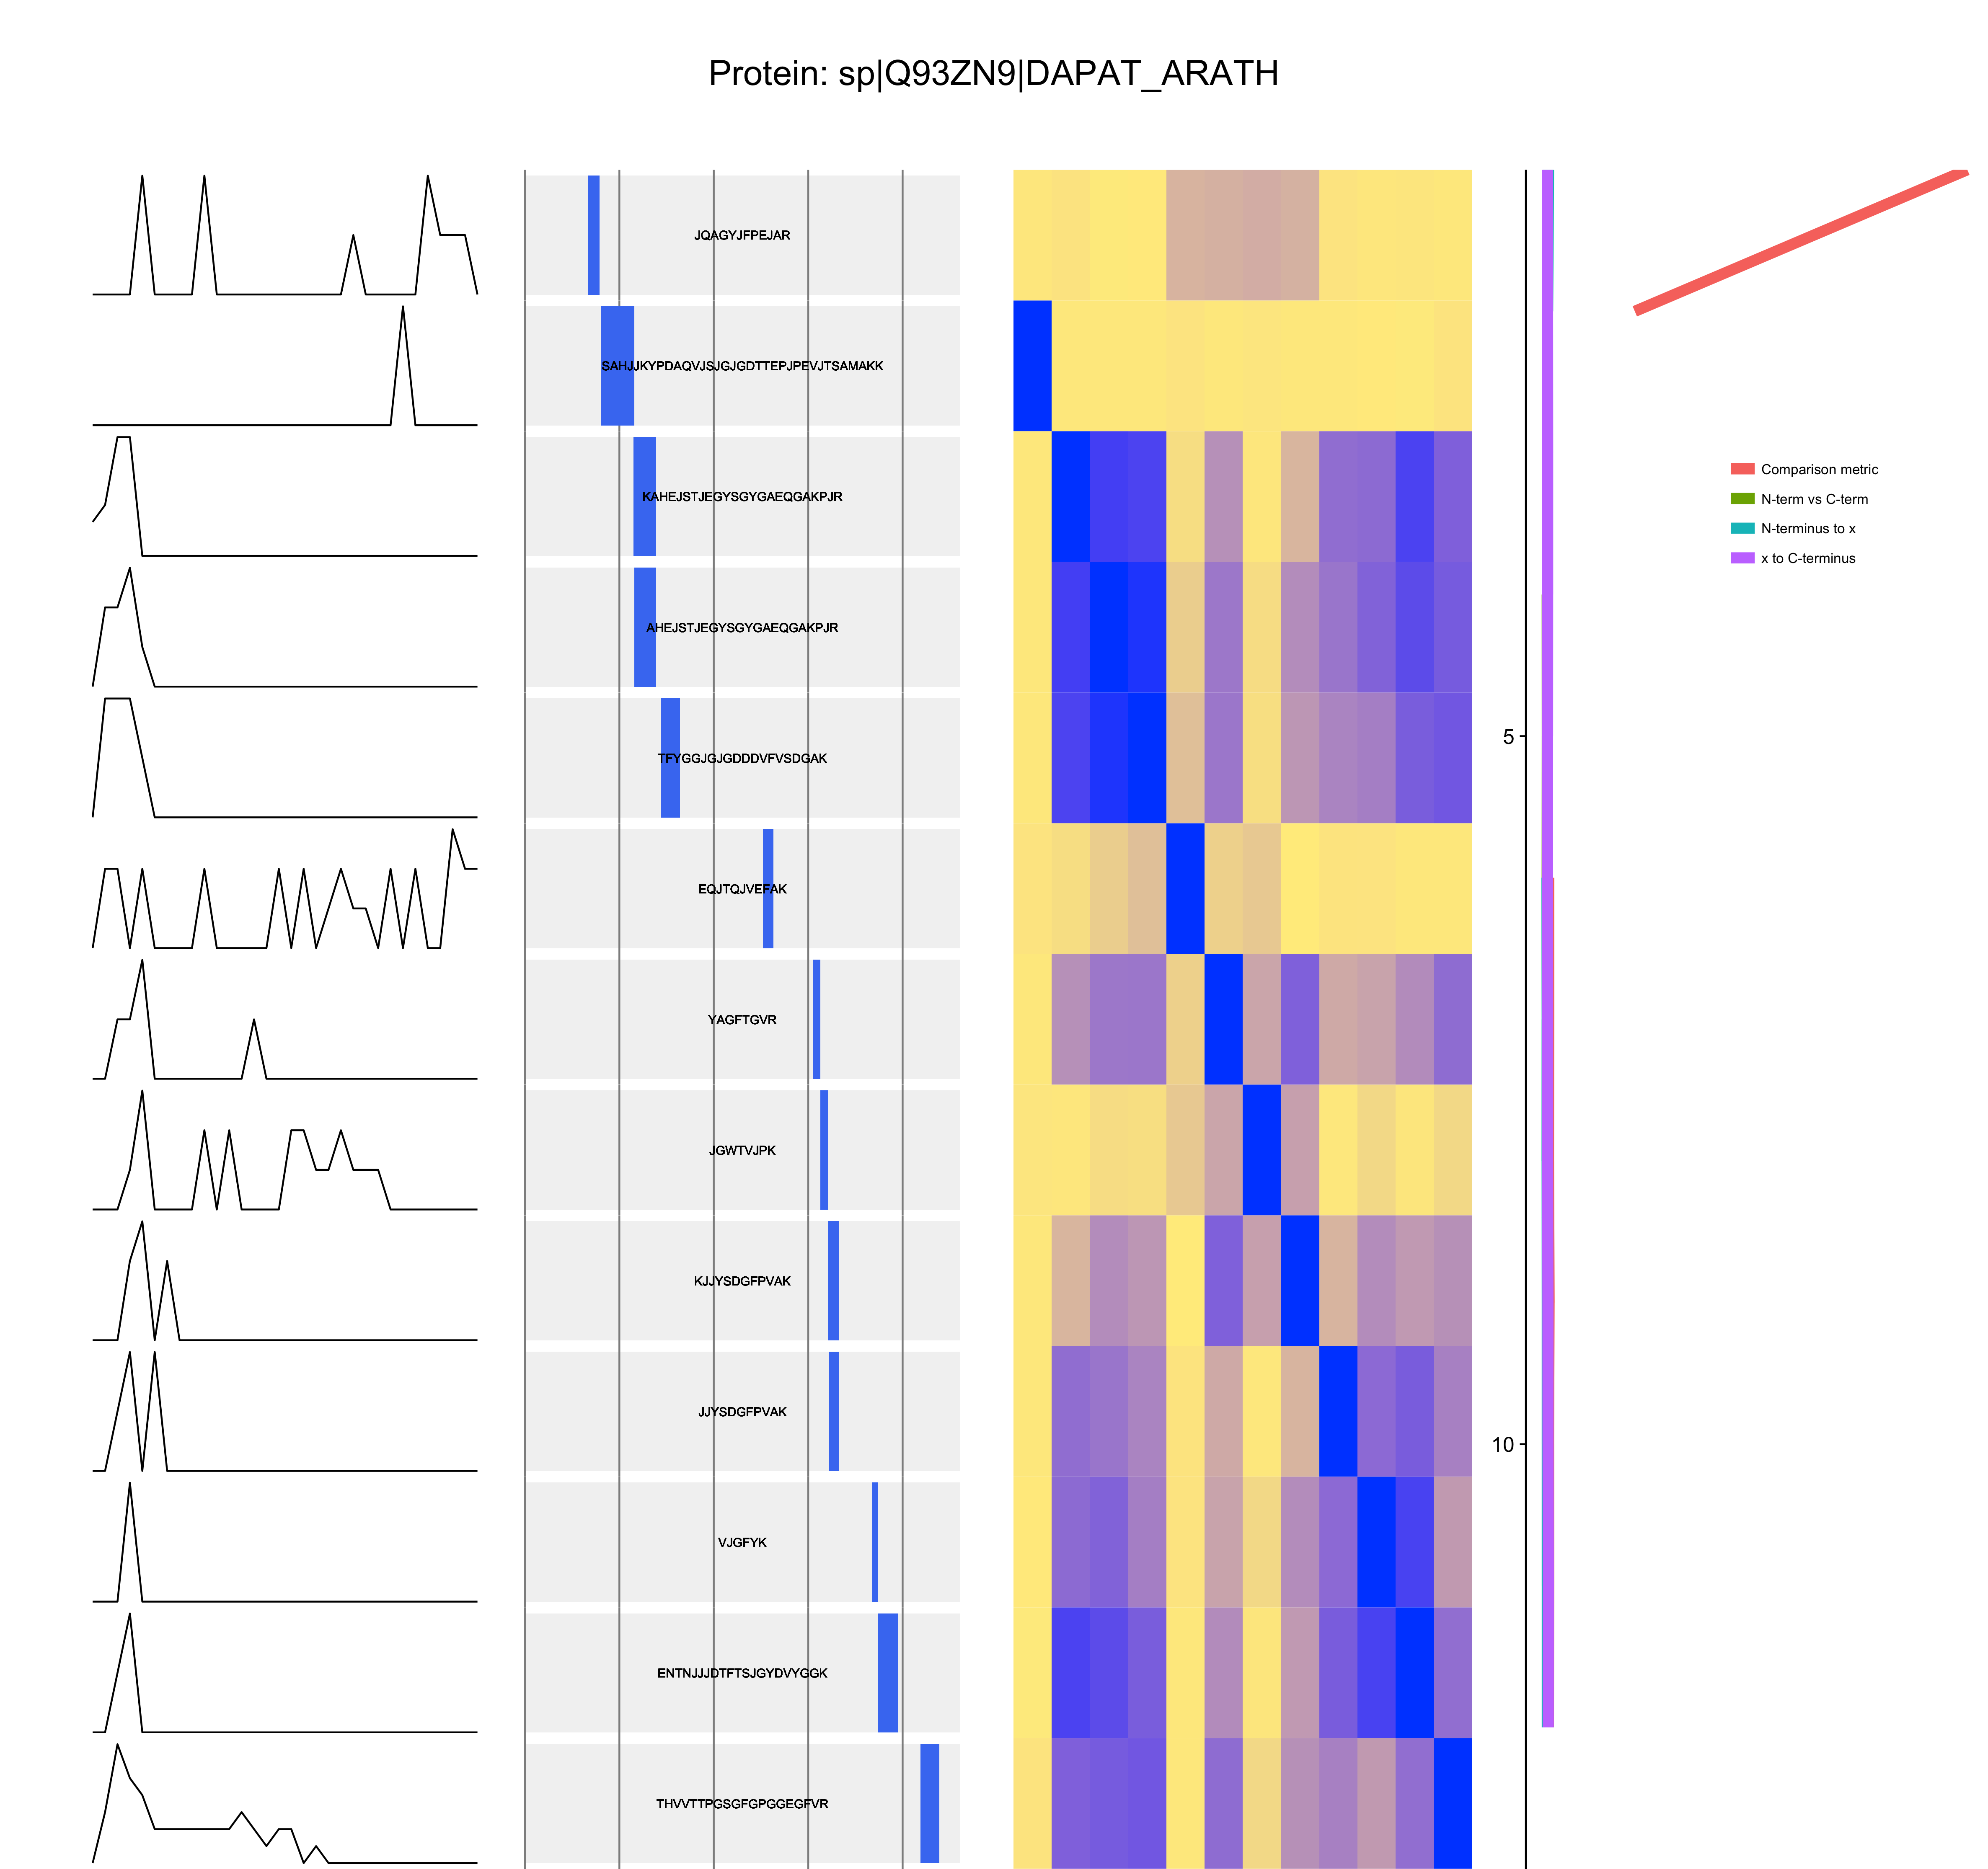 Protein: sp|Q93ZN9|DAPAT_ARATH
JQAGYJFPEJAR
SAHJJKYPDAQVJSJGJGDTTEPJPEVJTSAMAKK
KAHEJSTJEGYSGYGAEQGAKPJR
Comparison metric
N-term vs C-term
N-terminus to x
x to C-terminus
AHEJSTJEGYSGYGAEQGAKPJR
5
TFYGGJGJGDDDVFVSDGAK
EQJTQJVEFAK
YAGFTGVR
JGWTVJPK
KJJYSDGFPVAK
JJYSDGFPVAK
10
VJGFYK
ENTNJJJDTFTSJGYDVYGGK
THVVTTPGSGFGPGGEGFVR